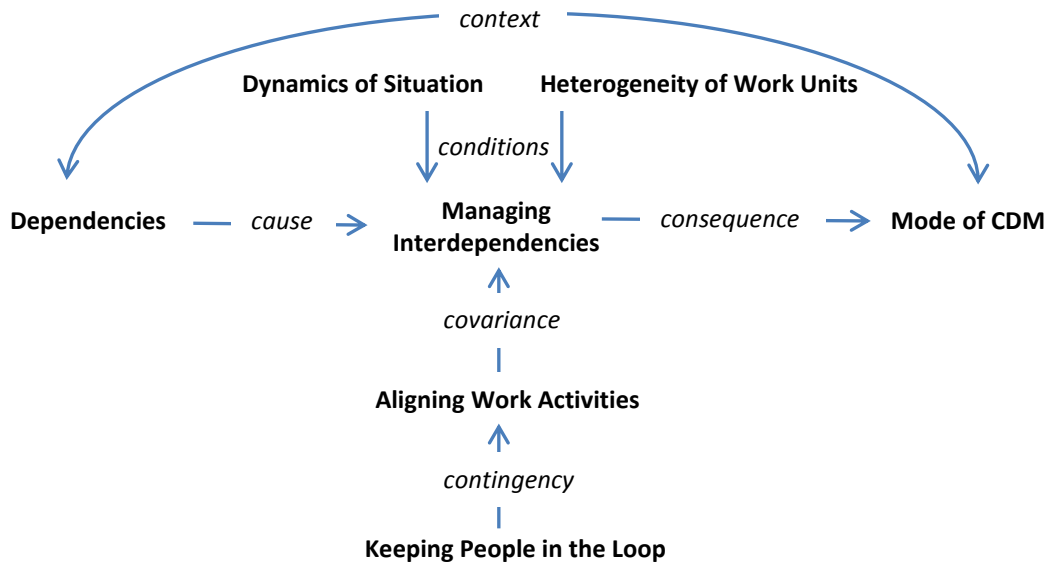 context
Dynamics of Situation
Heterogeneity of Work Units
conditions
Dependencies
cause
Managing
Interdependencies
consequence
Mode of CDM
covariance
Aligning Work Activities
contingency
Keeping People in the Loop